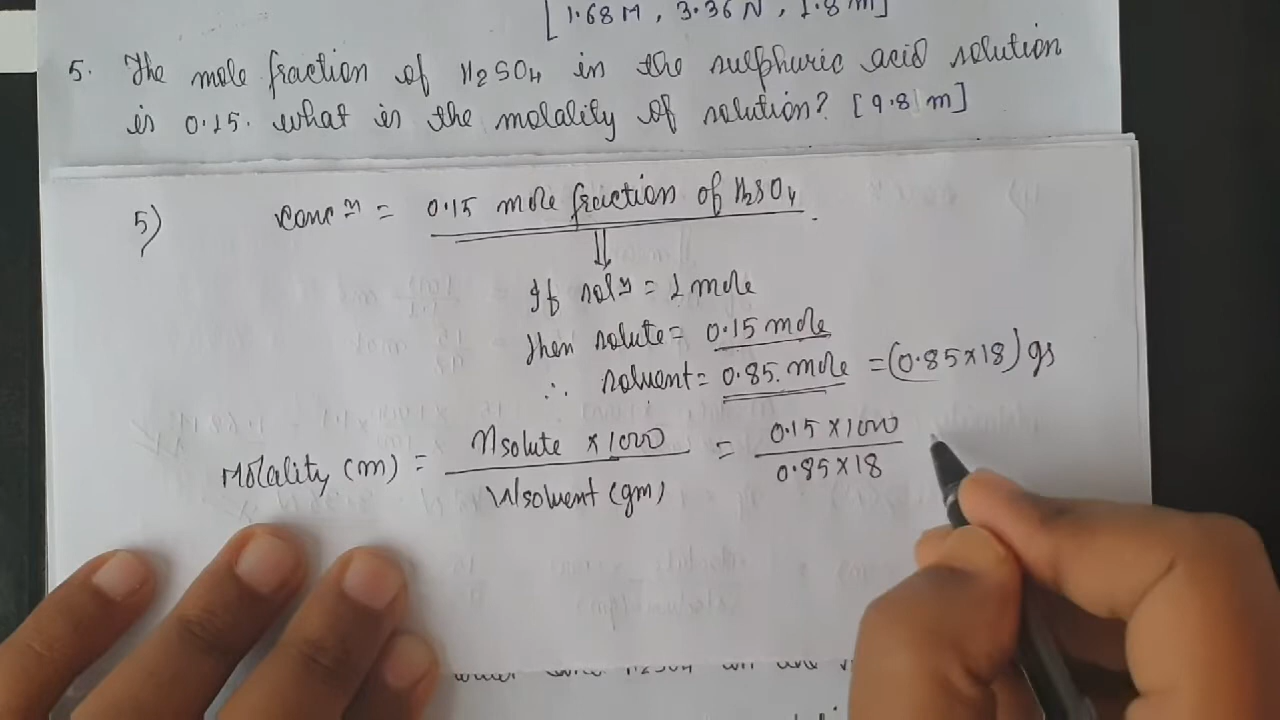 [1.68 M, 3.36 N, 1.8 m]
5. The mole fraction of H2SO4 in the sulphuric acid solution
is 0.15. what is the molality of solution? [9.8 m]
5) Conc n = 0.15 mole fraction of H2SO4.
⇓
If sol n = 1 mole
then solute = 0.15 mole
∴ solvent = 0.85 mole = (0.85×18) gs
Molality (m) = nsolute ×1000 / Wsolvent (gm) = 0.15 ×1000 / 0.85×18